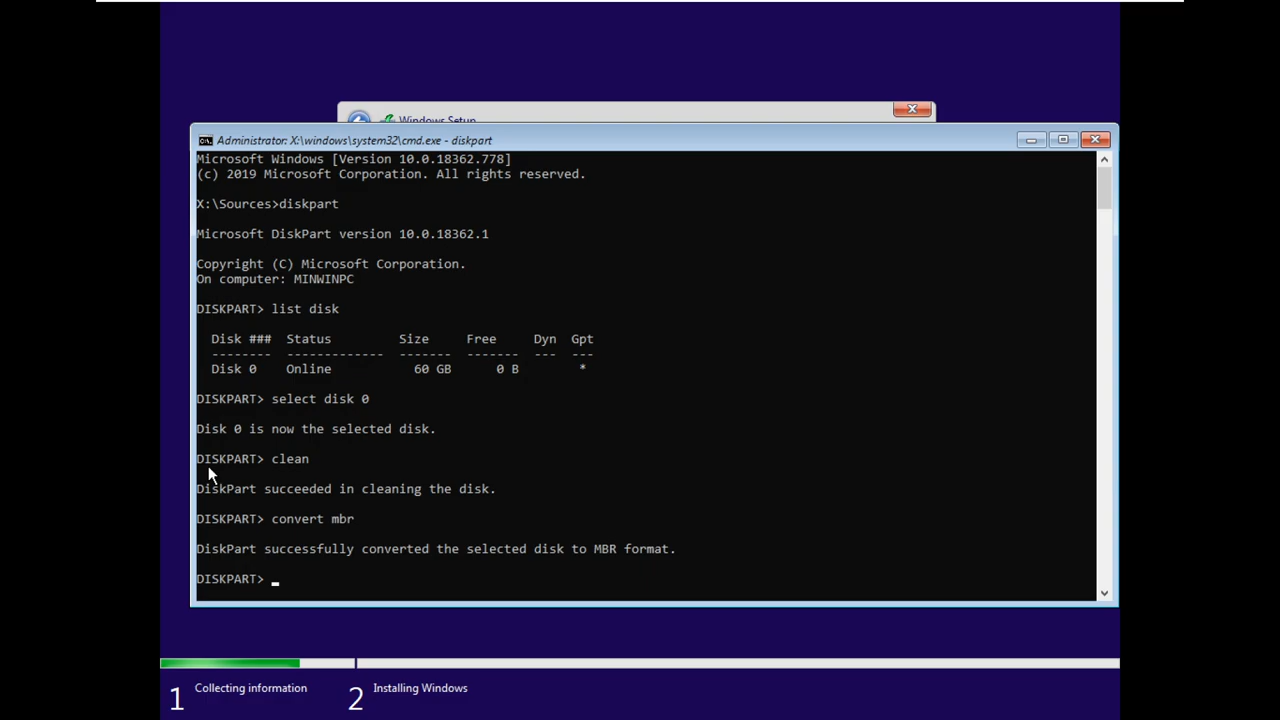 Windows Setup
Administrator: X:\windows\system32\cmd.exe - diskpart
Microsoft Windows [Version 10.0.18362.778]
(c) 2019 Microsoft Corporation. All rights reserved.
X:\Sources>diskpart
Microsoft DiskPart version 10.0.18362.1
Copyright (C) Microsoft Corporation.
On computer: MINWINPC
DISKPART> list disk
Disk ###  Status         Size     Free     Dyn  Gpt
--------  -------------  -------  -------  ---  ---
Disk 0    Online           60 GB      0 B        *
DISKPART> select disk 0
Disk 0 is now the selected disk.
DISKPART> clean
DiskPart succeeded in cleaning the disk.
DISKPART> convert mbr
DiskPart successfully converted the selected disk to MBR format.
DISKPART> _
1 Collecting information
2 Installing Windows